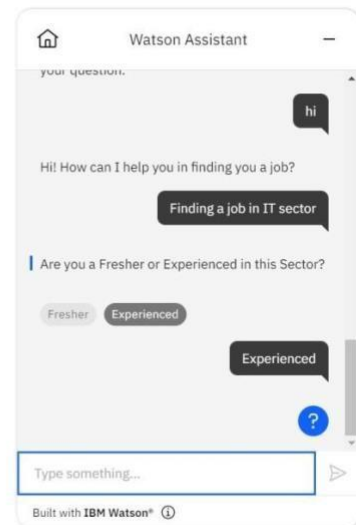 Watson Assistant
your question.
hi
Hi! How can I help you in finding you a job?
Finding a job in IT sector
Are you a Fresher or Experienced in this Sector?
Fresher Experienced
Experienced
?
Type something...
Built with IBM Watson®